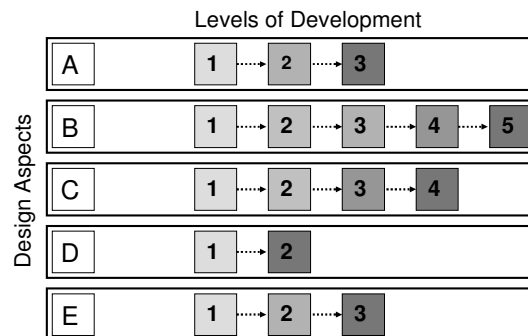 Levels of Development
Design Aspects
A 1 2 3
B 1 2 3 4 5
C 1 2 3 4
D 1 2
E 1 2 3